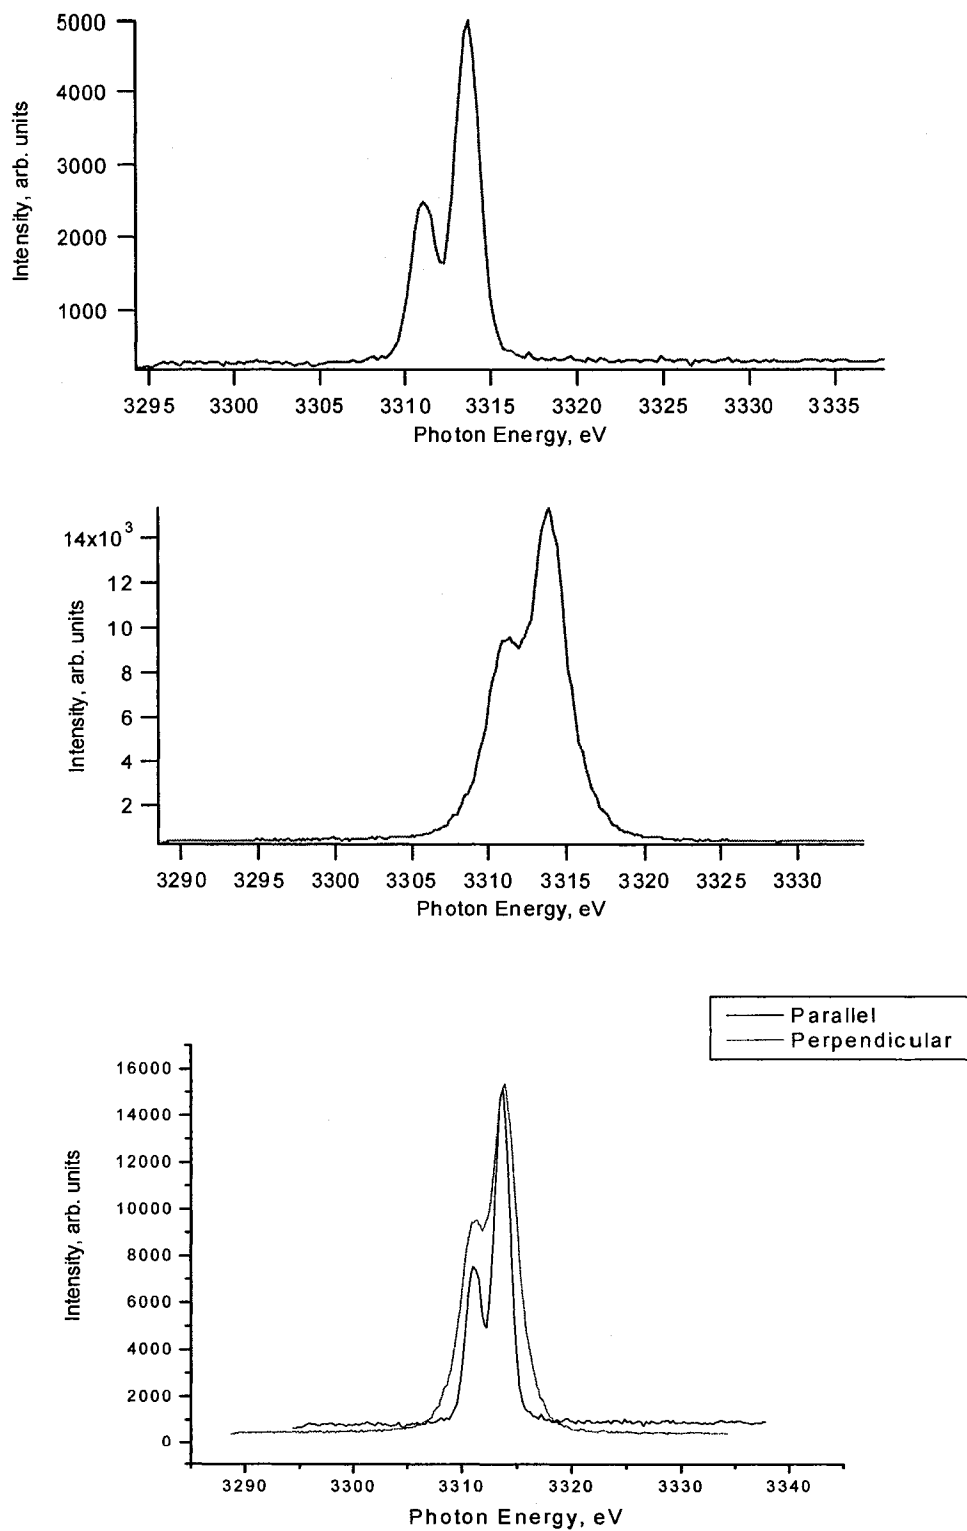 5000
4000
3000
2000
1000
Intensity, arb. units
3295 3300 3305 3310 3315 3320 3325 3330 3335
Photon Energy, eV
14x10³
12
10
8
6
4
2
Intensity, arb. units
3290 3295 3300 3305 3310 3315 3320 3325 3330
Photon Energy, eV
Parallel
Perpendicular
16000
14000
12000
10000
8000
6000
4000
2000
0
Intensity, arb. units
3290 3300 3310 3320 3330 3340
Photon Energy, eV